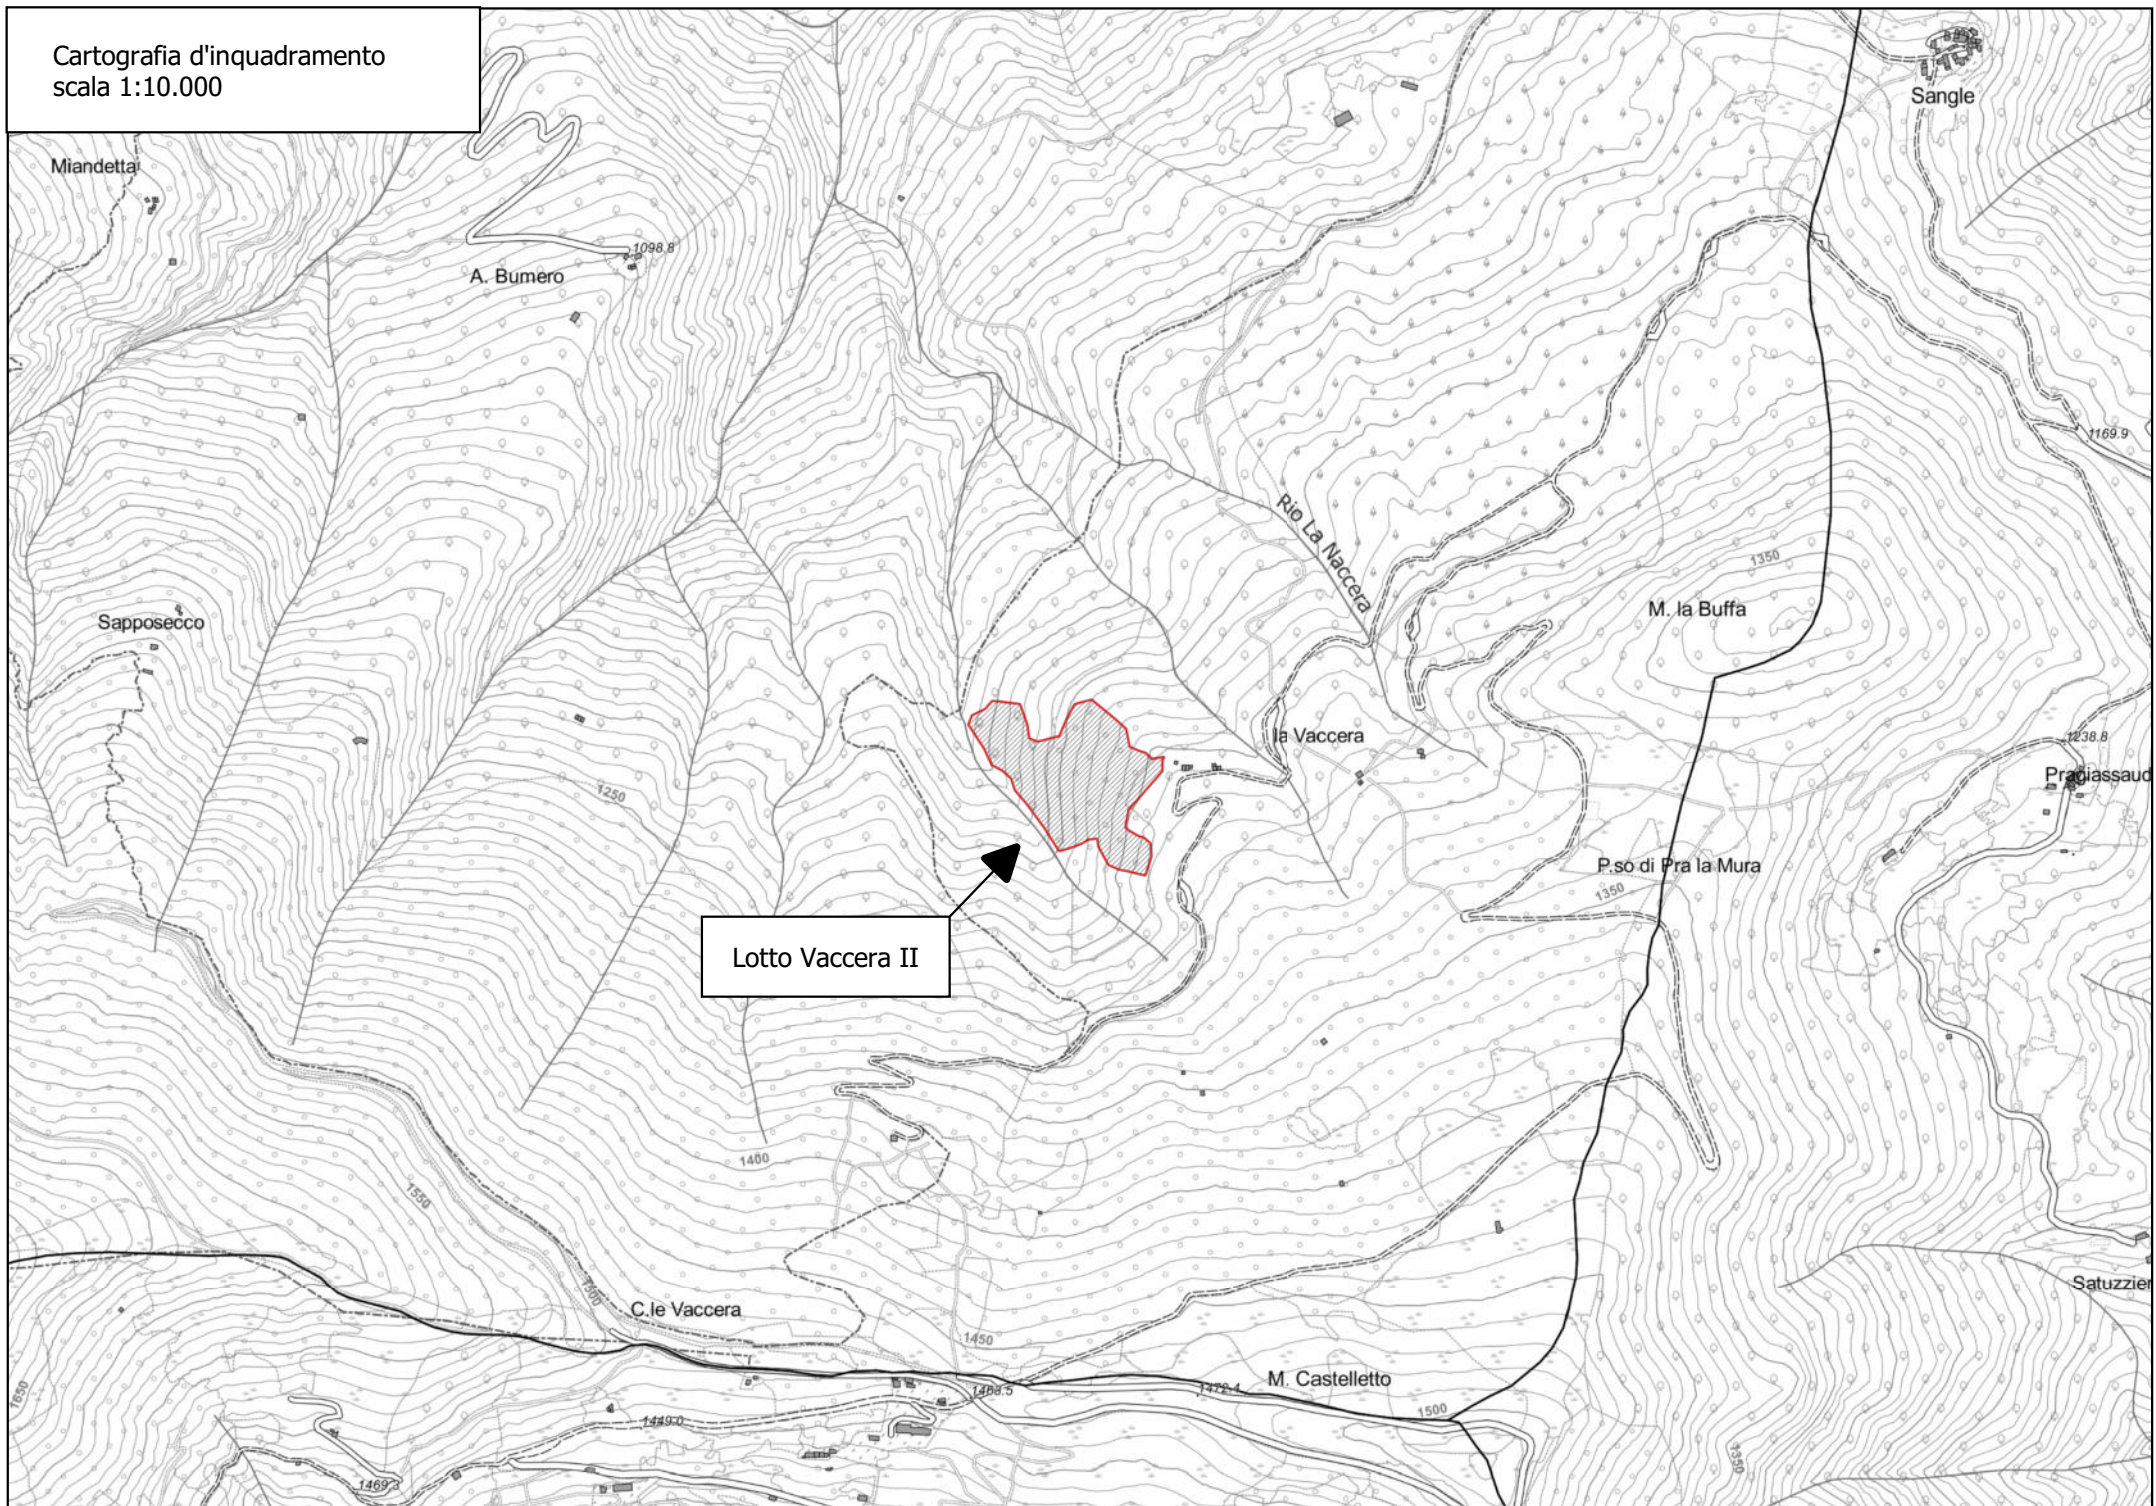 Cartografia d'inquadramento
scala 1:10.000
Sangle
Miandetta
1098.8
A. Bumero
1169.9
Rio La Naccera
1350
M. la Buffa
Sapposecco
la Vaccera
1238.8
Pragiassaud
1250
P.so di Pra la Mura
1350
Lotto Vaccera II
1400
1550
Satuzzier
1500
C.le Vaccera
1450
M. Castelletto
1463.5
1472.4
1650
1500
1449.0
1350
1469.3